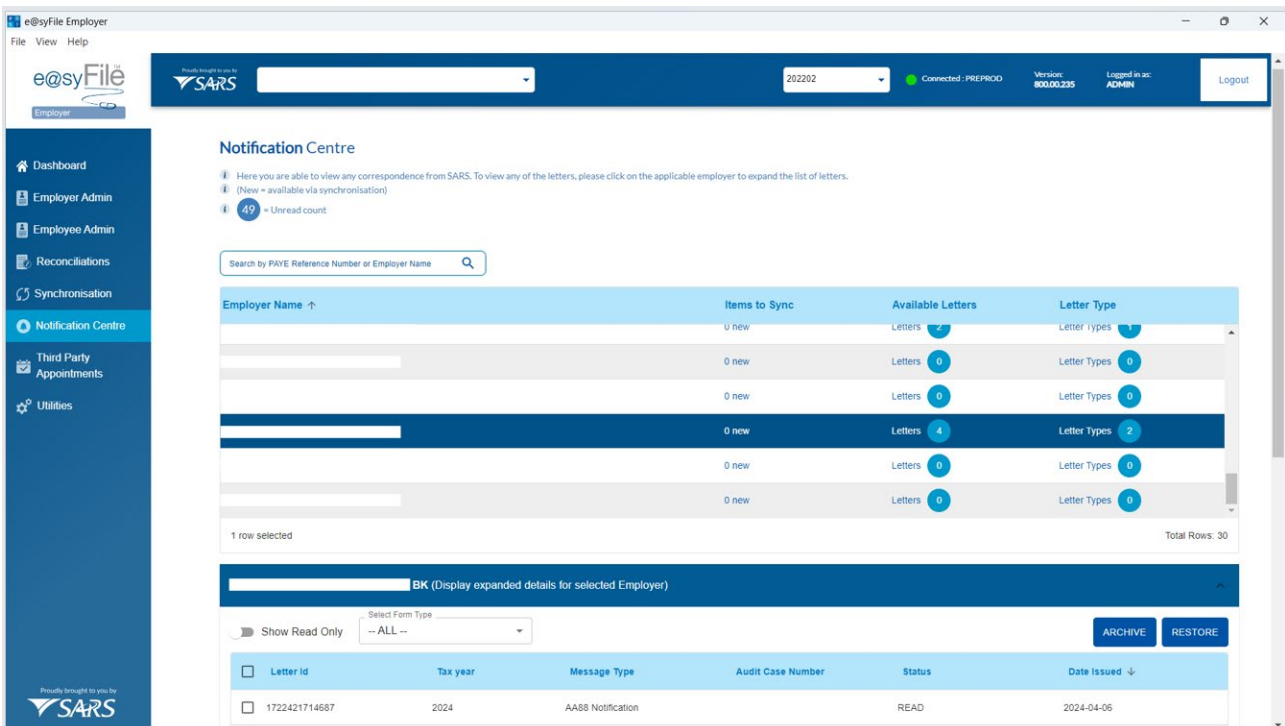 e@syFile Employer
File View Help
e@syFile™
Employer
Proudly brought to you by
SARS
202202
Connected : PREPROD
Version:
800.00.235
Logged in as:
ADMIN
Logout
Dashboard
Employer Admin
Employee Admin
Reconciliations
Synchronisation
Notification Centre
Third Party
Appointments
Utilities
Proudly brought to you by
SARS
Notification Centre
Here you are able to view any correspondence from SARS. To view any of the letters, please click on the applicable employer to expand the list of letters.
(New = available via synchronisation)
49 = Unread count
Search by PAYE Reference Number or Employer Name
Employer Name Items to Sync Available Letters Letter Type
0 new Letters 2 Letter Types 1
0 new Letters 0 Letter Types 0
0 new Letters 0 Letter Types 0
0 new Letters 4 Letter Types 2
0 new Letters 0 Letter Types 0
0 new Letters 0 Letter Types 0
1 row selected Total Rows: 30
BK (Display expanded details for selected Employer)
Show Read Only
Select Form Type
-- ALL --
ARCHIVE RESTORE
Letter Id Tax year Message Type Audit Case Number Status Date Issued
1722421714687 2024 AA88 Notification READ 2024-04-06